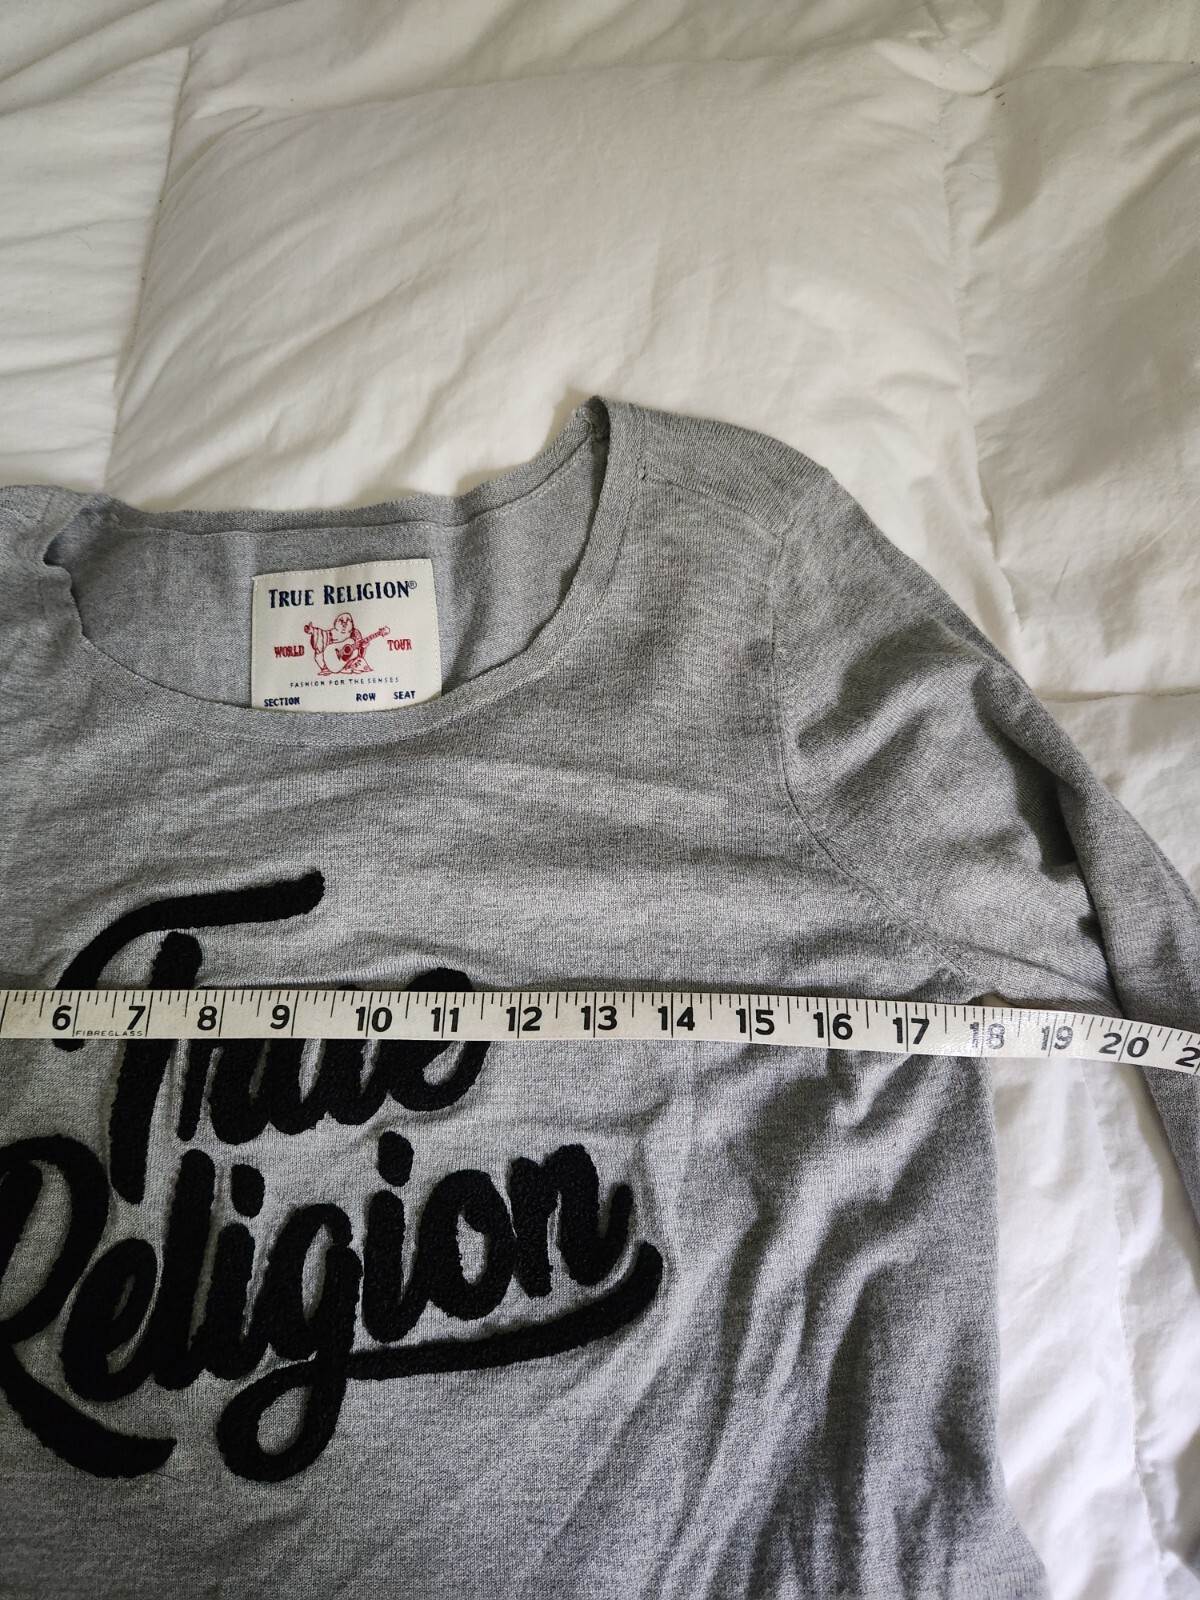 TRUE RELIGION®
WORLD TOUR
FASHION FOR THE SENSES
SECTION ROW SEAT
True
6 7 8 9 10 11 12 13 14 15 16 17 18 19 20 2
FIBREGLASS
Religion